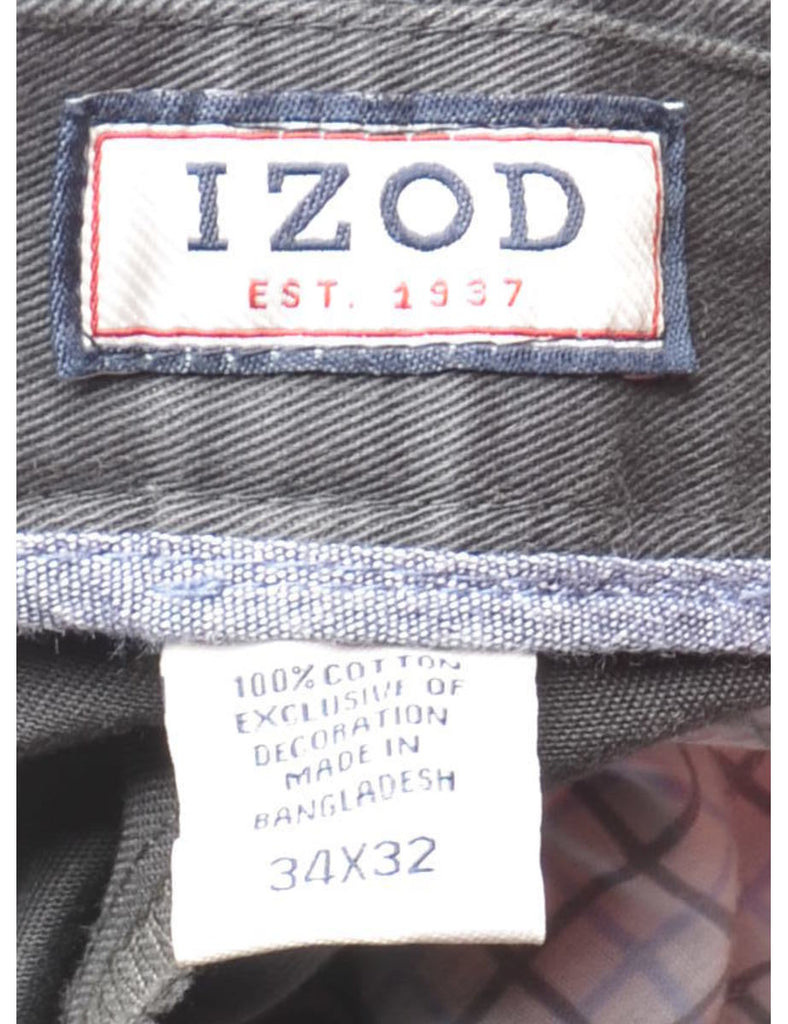 IZOD
EST. 1937
100% COTTON
EXCLUSIVE OF
DECORATION
MADE IN
BANGLADESH
34X32